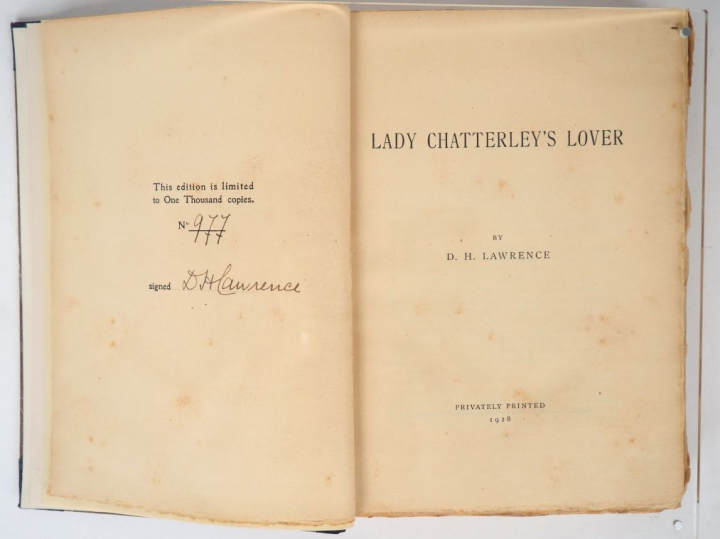 This edition is limited
to One Thousand copies.
Nº 977
signed D. H. Lawrence
LADY CHATTERLEY'S LOVER
BY
D. H. LAWRENCE
PRIVATELY PRINTED
1928